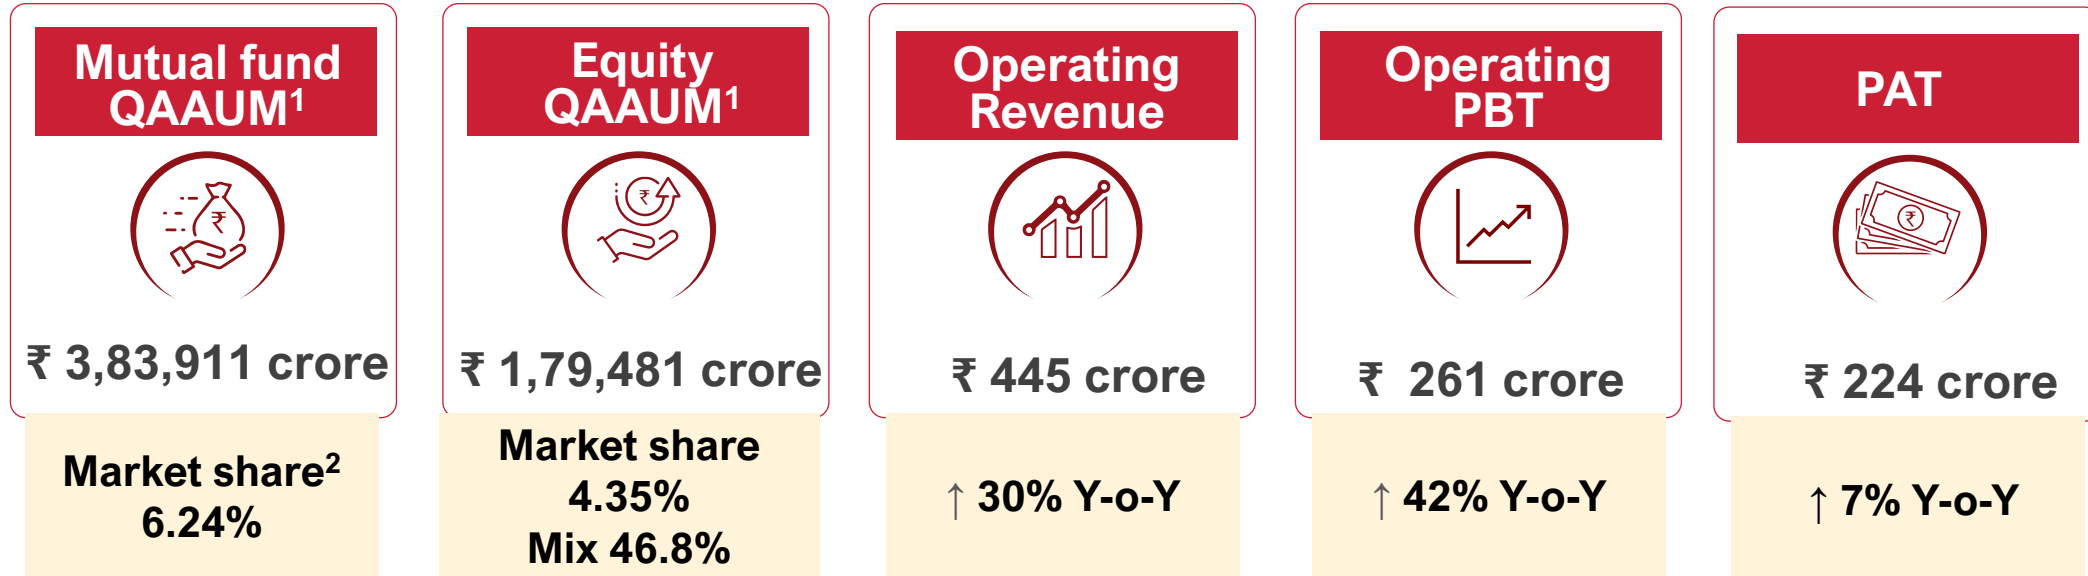 Mutual fund
QAAUM¹
₹ 3,83,911 crore
Market share²
6.24%
Equity
QAAUM¹
₹ 1,79,481 crore
Market share
4.35%
Mix 46.8%
Operating
Revenue
₹ 445 crore
↑ 30% Y-o-Y
Operating
PBT
₹ 261 crore
↑ 42% Y-o-Y
PAT
₹ 224 crore
↑ 7% Y-o-Y